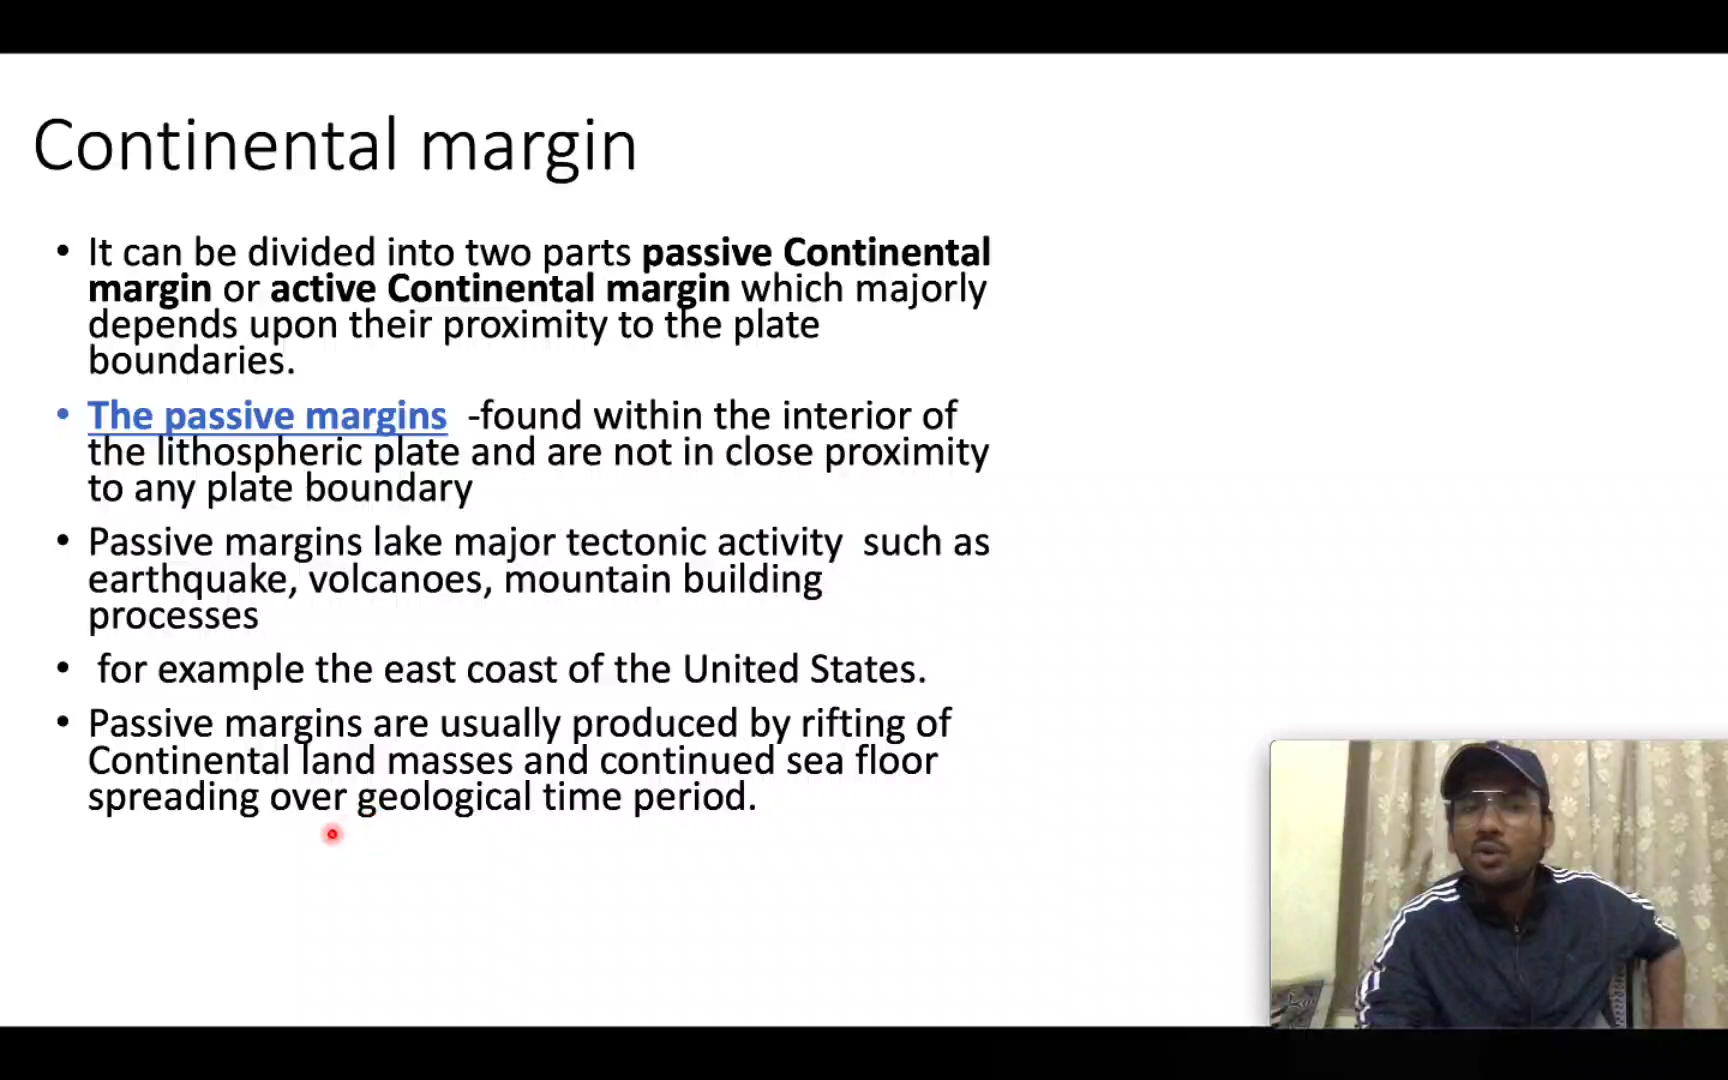 Continental margin
• It can be divided into two parts passive Continental
margin or active Continental margin which majorly
depends upon their proximity to the plate
boundaries.
• The passive margins -found within the interior of
the lithospheric plate and are not in close proximity
to any plate boundary
• Passive margins lake major tectonic activity such as
earthquake, volcanoes, mountain building
processes
• for example the east coast of the United States.
• Passive margins are usually produced by rifting of
Continental land masses and continued sea floor
spreading over geological time period.